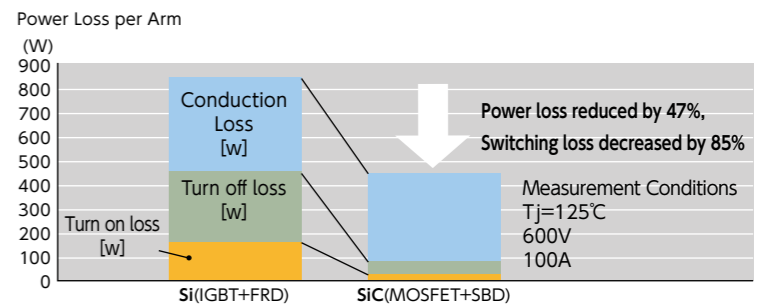 Power Loss per Arm
(W)
900
800
700
600
500
400
300
200
100
0
Conduction
Loss
[w]
Turn off loss
[w]
Turn on loss
[w]
Power loss reduced by 47%,
Switching loss decreased by 85%
Measurement Conditions
Tj=125℃
600V
100A
Si(IGBT+FRD)
SiC(MOSFET+SBD)